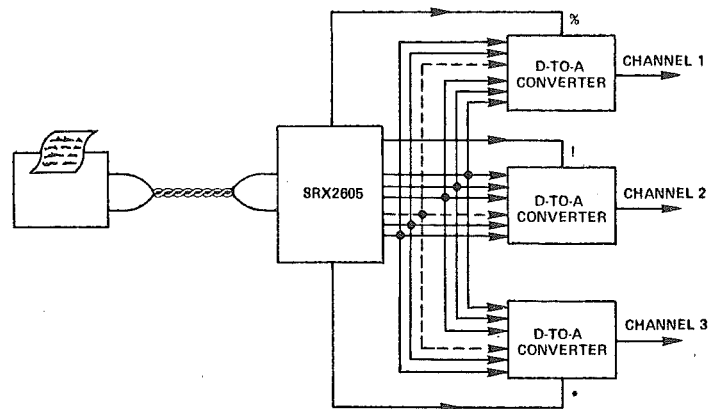 %
D-TO-A
CONVERTER
CHANNEL 1
SRX2605
!
D-TO-A
CONVERTER
CHANNEL 2
D-TO-A
CONVERTER
CHANNEL 3